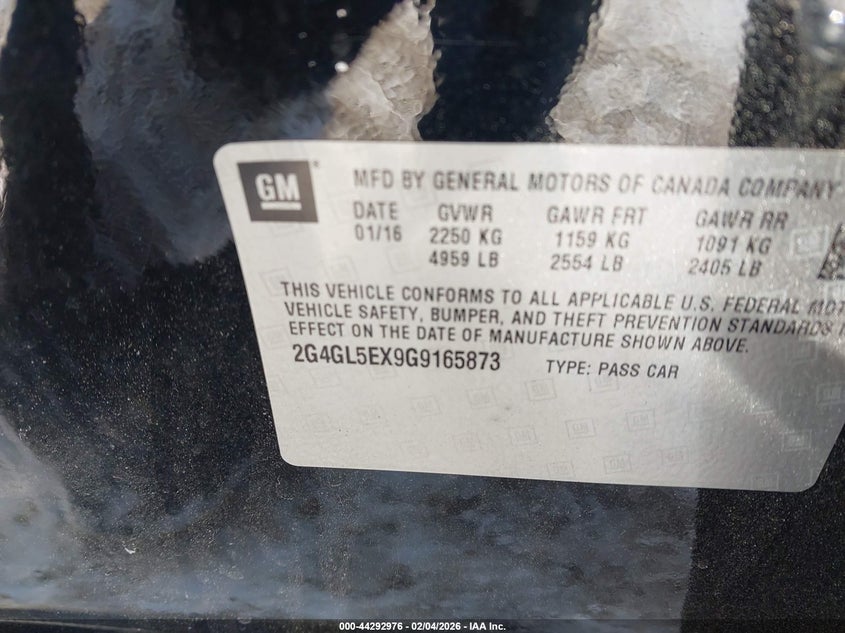 GM
MFD BY GENERAL MOTORS OF CANADA COMPANY
DATE GVWR GAWR FRT GAWR RR
01/16 2250 KG 1159 KG 1091 KG
4959 LB 2554 LB 2405 LB
THIS VEHICLE CONFORMS TO ALL APPLICABLE U.S. FEDERAL
VEHICLE SAFETY, BUMPER, AND THEFT PREVENTION STANDARDS
EFFECT ON THE DATE OF MANUFACTURE SHOWN ABOVE.
2G4GL5EX9G9165873 TYPE: PASS CAR
000-44292976 - 02/04/2026 - IAA Inc.